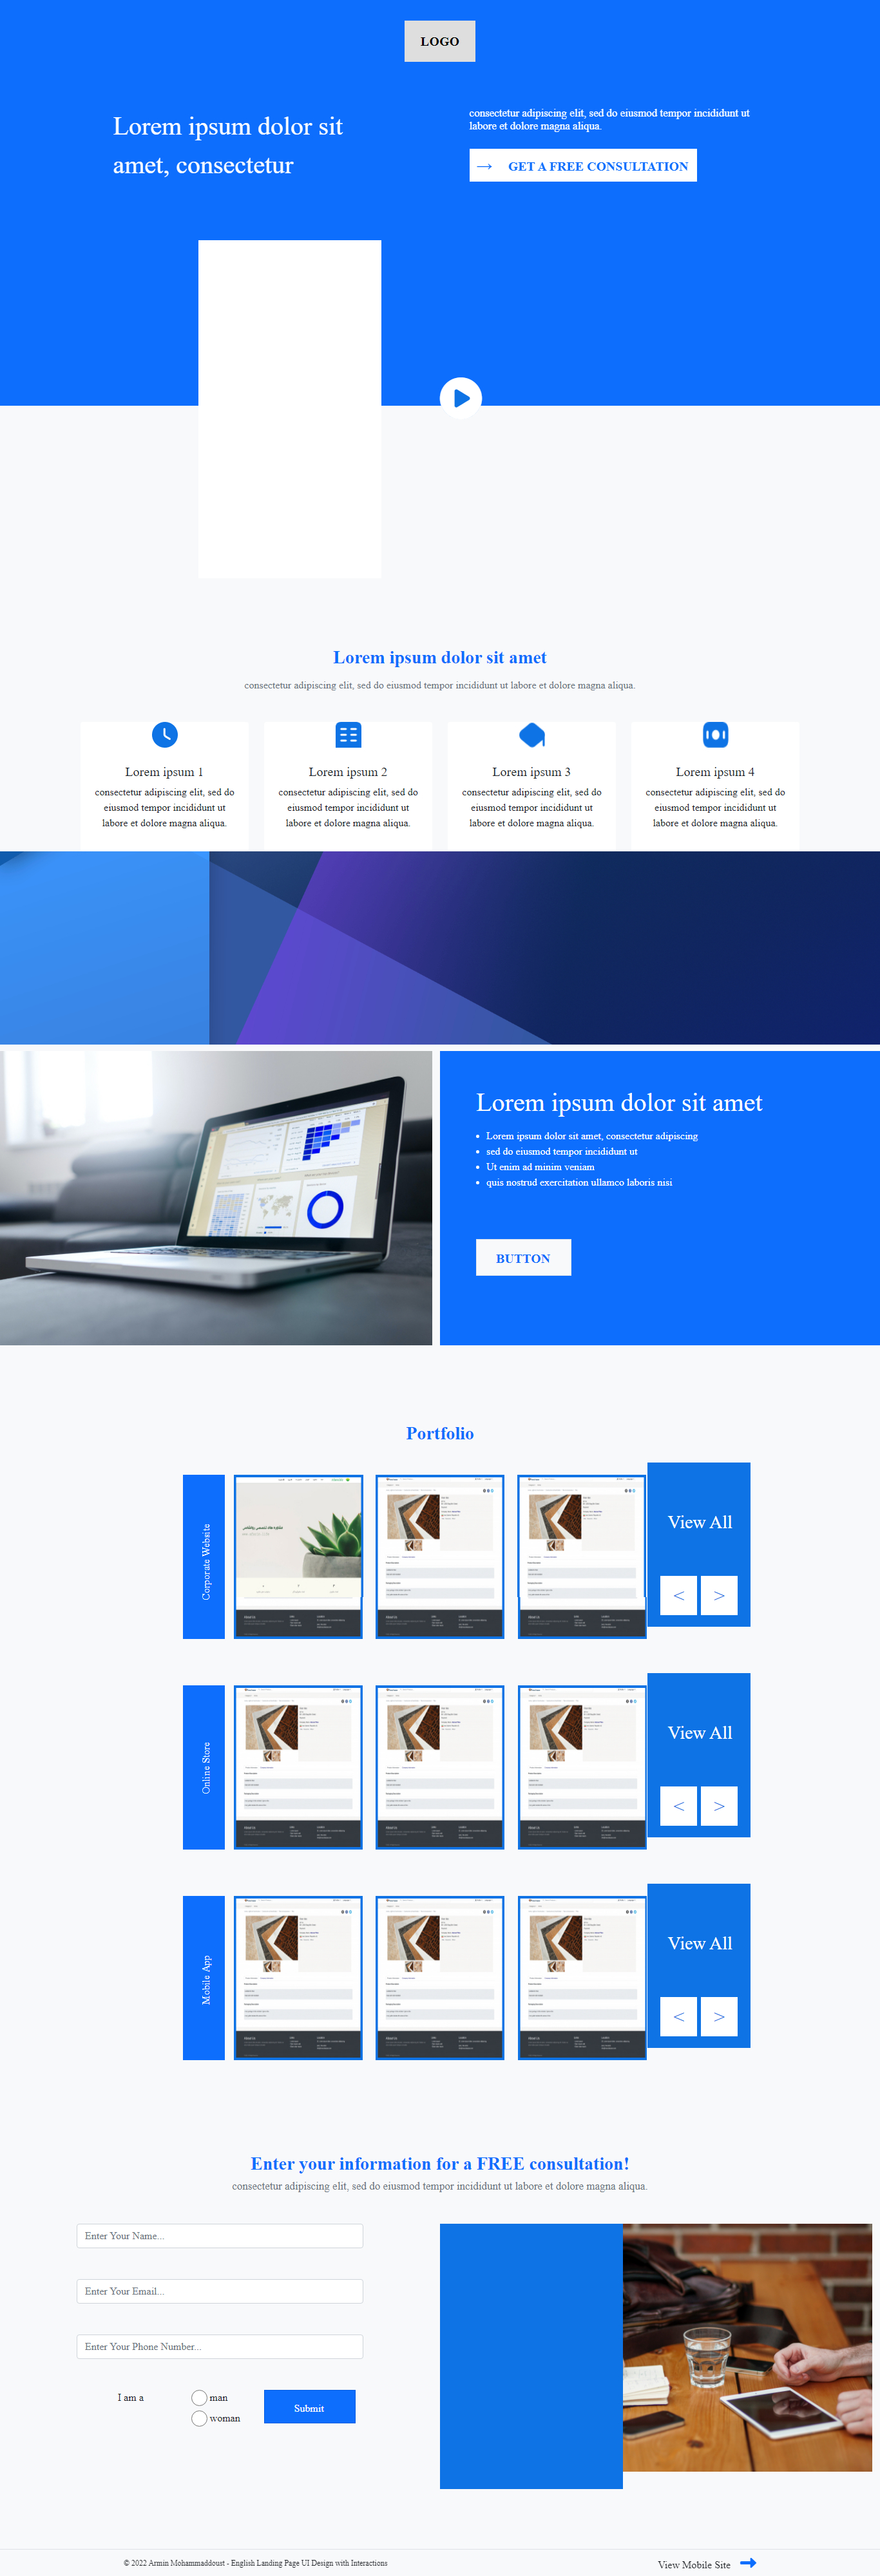 LOGO
Lorem ipsum dolor sit
amet, consectetur
consectetur adipiscing elit, sed do eiusmod tempor incididunt ut
labore et dolore magna aliqua.
→ GET A FREE CONSULTATION
Lorem ipsum dolor sit amet
consectetur adipiscing elit, sed do eiusmod tempor incididunt ut labore et dolore magna aliqua.
Lorem ipsum 1
consectetur adipiscing elit, sed do
eiusmod tempor incididunt ut
labore et dolore magna aliqua.
Lorem ipsum 2
consectetur adipiscing elit, sed do
eiusmod tempor incididunt ut
labore et dolore magna aliqua.
Lorem ipsum 3
consectetur adipiscing elit, sed do
eiusmod tempor incididunt ut
labore et dolore magna aliqua.
Lorem ipsum 4
consectetur adipiscing elit, sed do
eiusmod tempor incididunt ut
labore et dolore magna aliqua.
Lorem ipsum dolor sit amet
• Lorem ipsum dolor sit amet, consectetur adipiscing
• sed do eiusmod tempor incididunt ut
• Ut enim ad minim veniam
• quis nostrud exercitation ullamco laboris nisi
BUTTON
Portfolio
Corporate Website
View All
< >
Online Store
View All
< >
Mobile App
View All
< >
Enter your information for a FREE consultation!
consectetur adipiscing elit, sed do eiusmod tempor incididunt ut labore et dolore magna aliqua.
Enter Your Name...
Enter Your Email...
Enter Your Phone Number...
I am a
man
woman
Submit
© 2022 Armin Mohammaddoust - English Landing Page UI Design with Interactions
View Mobile Site